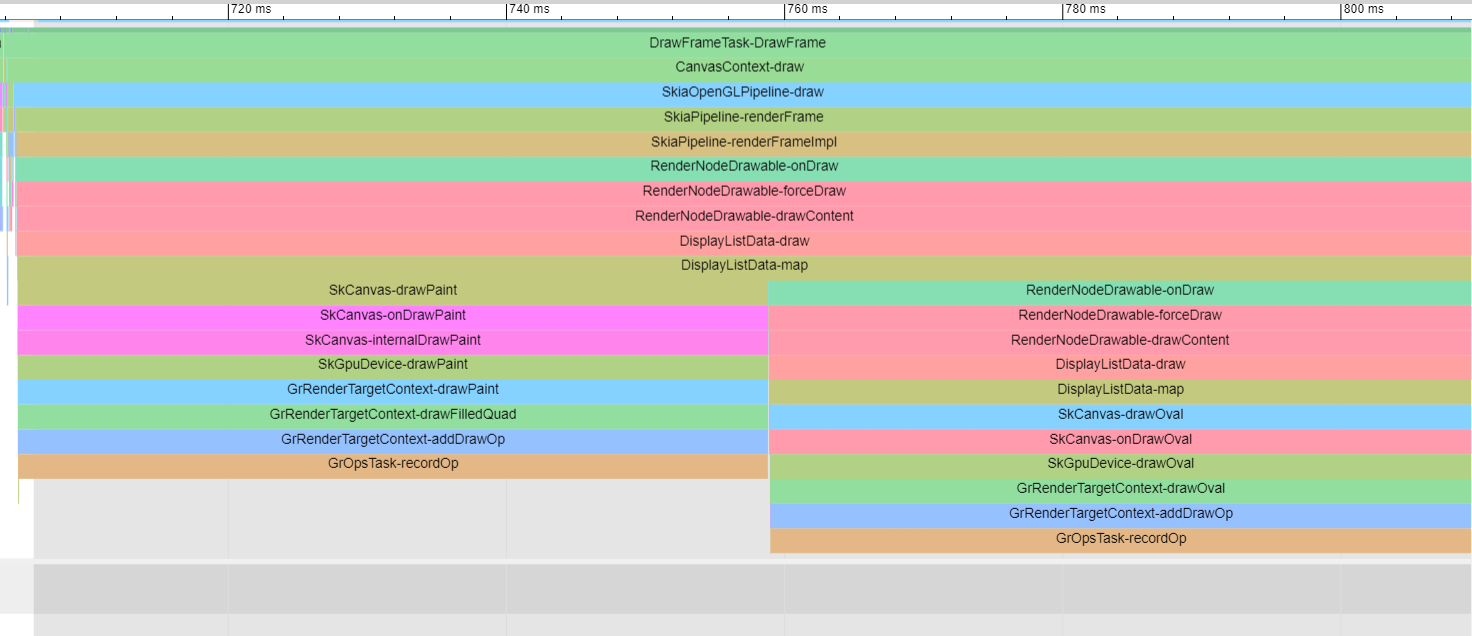 720 ms 740 ms 760 ms 780 ms 800 ms
DrawFrameTask-DrawFrame
CanvasContext-draw
SkiaOpenGLPipeline-draw
SkiaPipeline-renderFrame
SkiaPipeline-renderFrameImpl
RenderNodeDrawable-onDraw
RenderNodeDrawable-forceDraw
RenderNodeDrawable-drawContent
DisplayListData-draw
DisplayListData-map
SkCanvas-drawPaint RenderNodeDrawable-onDraw
SkCanvas-onDrawPaint RenderNodeDrawable-forceDraw
SkCanvas-internalDrawPaint RenderNodeDrawable-drawContent
SkGpuDevice-drawPaint DisplayListData-draw
GrRenderTargetContext-drawPaint DisplayListData-map
GrRenderTargetContext-drawFilledQuad SkCanvas-drawOval
GrRenderTargetContext-addDrawOp SkCanvas-onDrawOval
GrOpsTask-recordOp SkGpuDevice-drawOval
GrRenderTargetContext-drawOval
GrRenderTargetContext-addDrawOp
GrOpsTask-recordOp